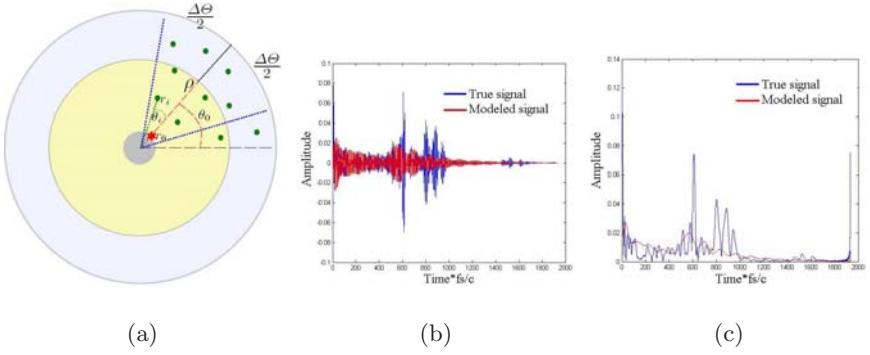 ΔΘ
2
ΔΘ
2
ρ
r_i
θ_i
θ_0
r_0
0.1
0.08
0.06
0.04
0.02
0
-0.02
-0.04
-0.06
-0.08
-0.1
Amplitude
True signal
Modeled signal
0 200 400 600 800 1000 1200 1400 1600 1800 2000
Time*fs/c
0.14
0.12
0.1
0.08
0.06
0.04
0.02
0
Amplitude
True signal
Modeled signal
0 200 400 600 800 1000 1200 1400 1600 1800 2000
Time*fs/c
(a) (b) (c)